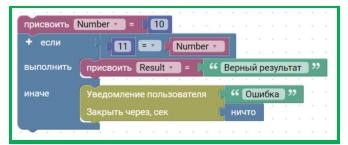 присвоить Number = 10
если 11 = Number
выполнить присвоить Result = “ Верный результат ”
иначе Уведомление пользователя “ Ошибка ”
Закрыть через, сек ничто